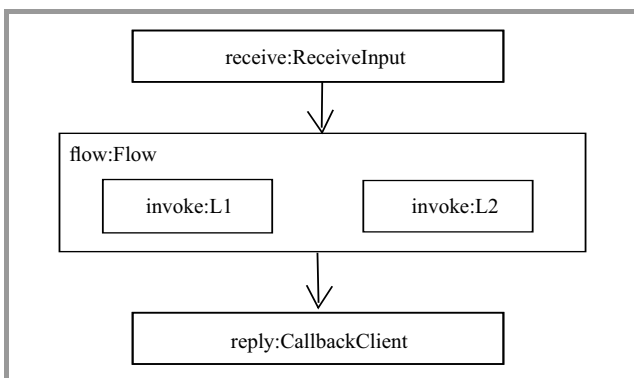 receive:ReceiveInput
flow:Flow
invoke:L1
invoke:L2
reply:CallbackClient